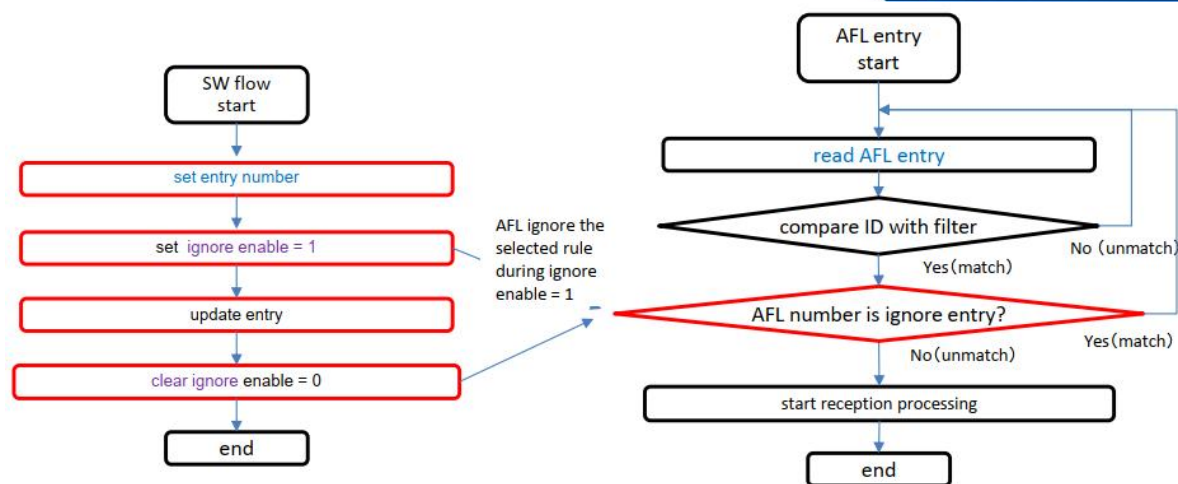 SW flow
start
set entry number
set ignore enable = 1
update entry
clear ignore enable = 0
end
AFL ignore the
selected rule
during ignore
enable = 1
AFL entry
start
read AFL entry
compare ID with filter
No (unmatch)
Yes(match)
AFL number is ignore entry?
Yes(match)
No(unmatch)
start reception processing
end